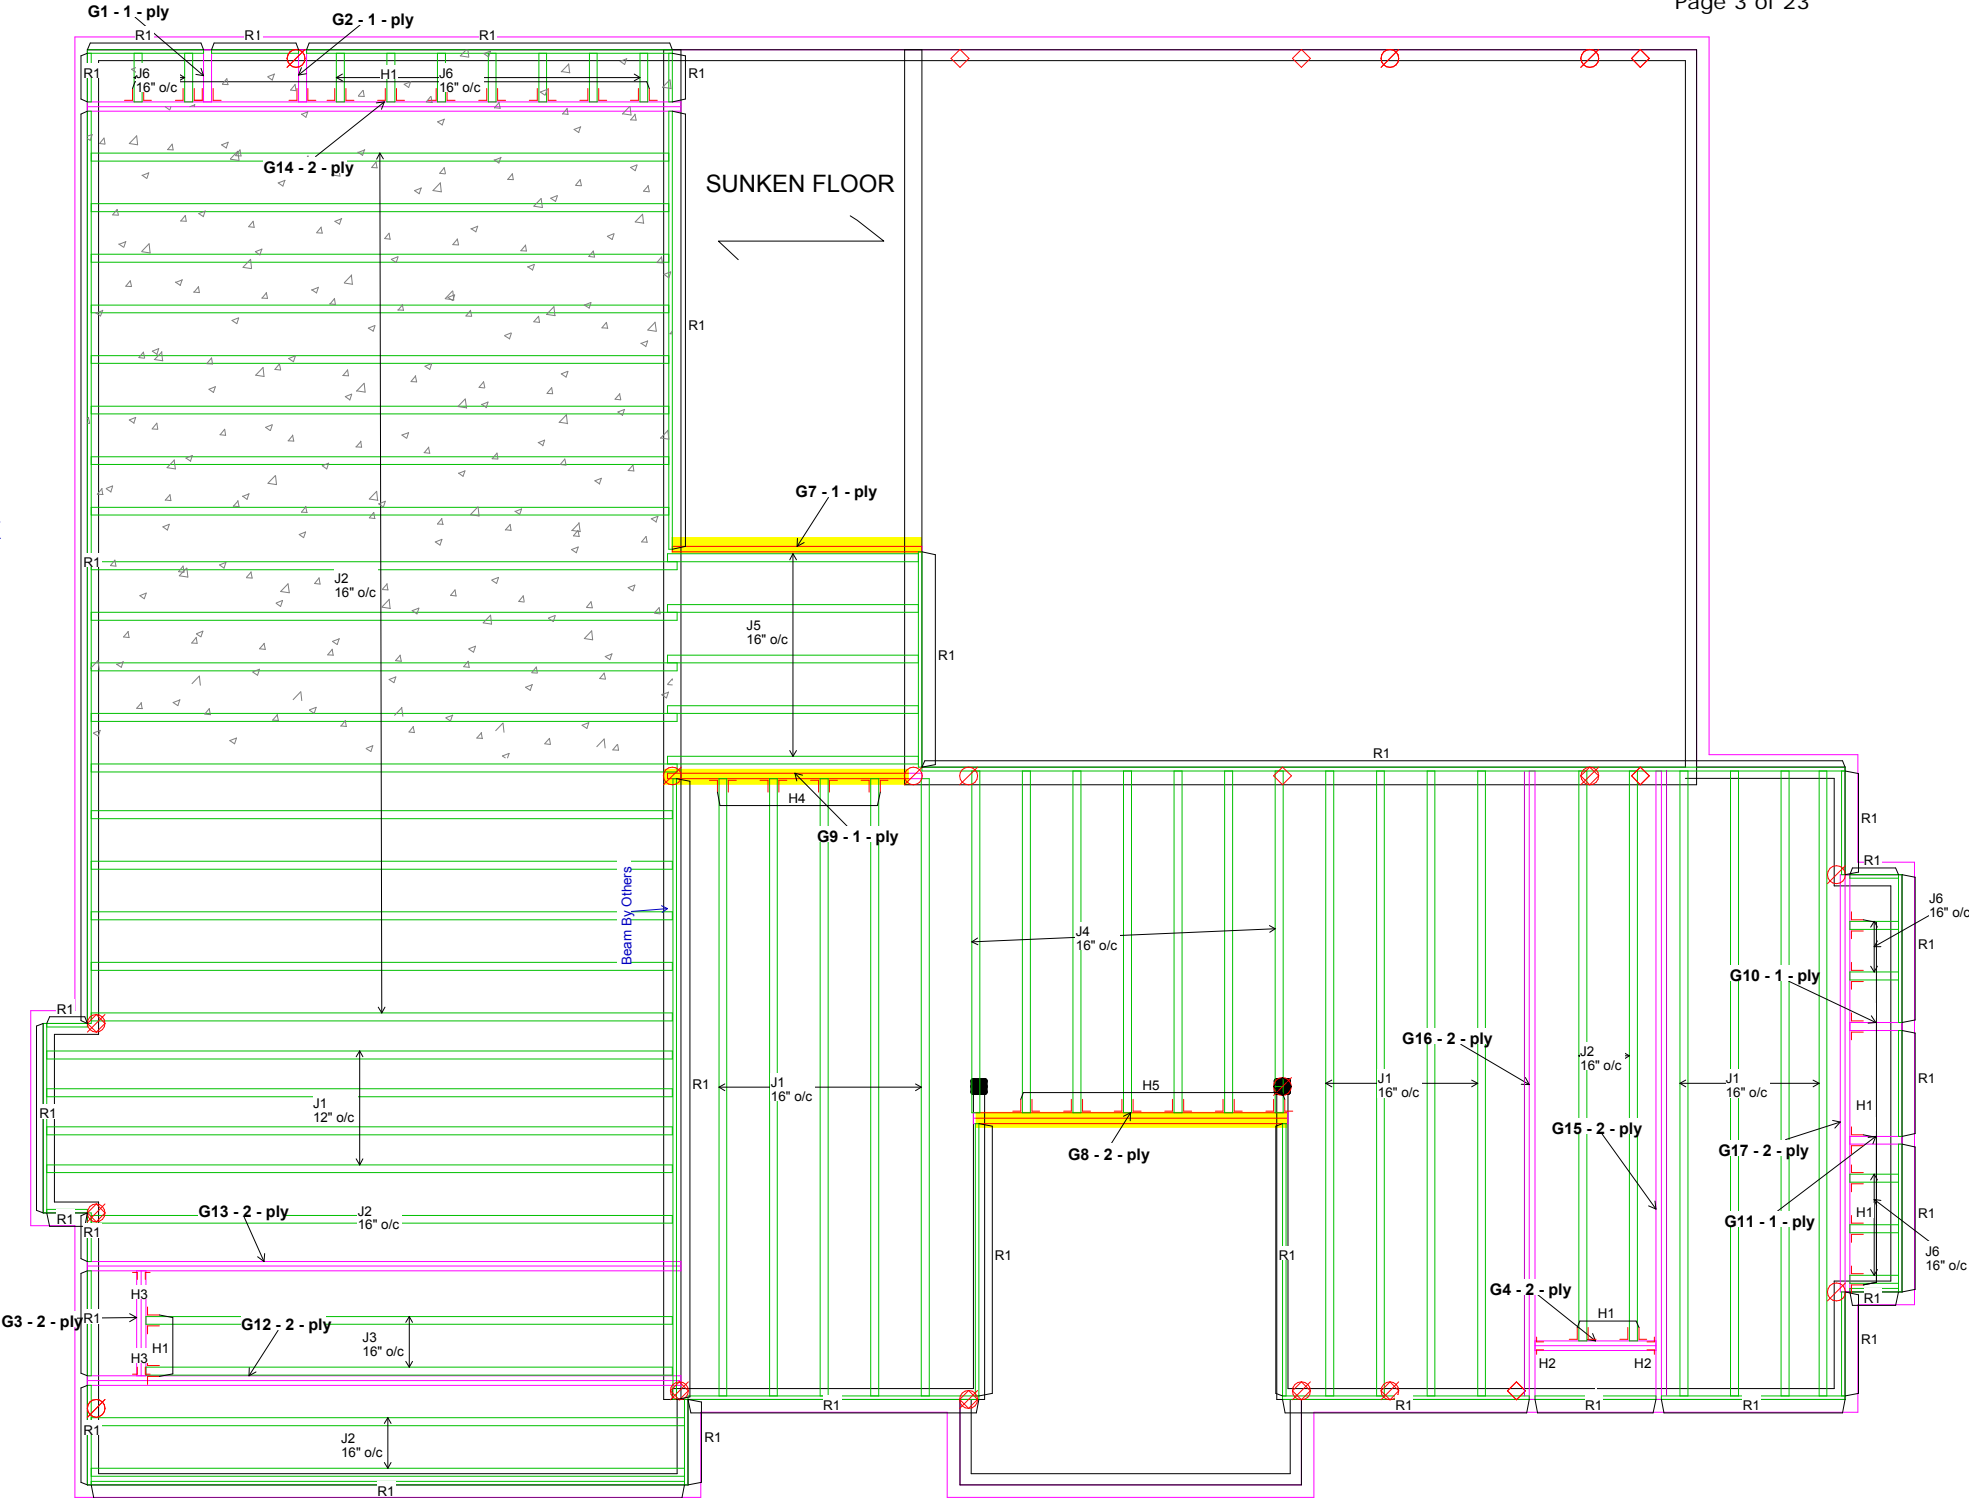 Page 3 of 23
G1 - 1 - ply
G2 - 1 - ply
R1
R1
R1
R1
J6
16" o/c
H1
J6
16" o/c
R1
G14 - 2 - ply
SUNKEN FLOOR
R1
G7 - 1 - ply
R1
J2
16" o/c
J5
16" o/c
R1
R1
H4
G9 - 1 - ply
R1
R1
Beam By Others
J6
16" o/c
J4
16" o/c
R1
G10 - 1 - ply
R1
G16 - 2 - ply
J2
16" o/c
R1
J1
16" o/c
H5
J1
16" o/c
J1
16" o/c
R1
J1
12" o/c
R1
H1
G15 - 2 - ply
G17 - 2 - ply
G8 - 2 - ply
G13 - 2 - ply
J2
16" o/c
R1
R1
H1
R1
G11 - 1 - ply
R1
R1
J6
16" o/c
H3
G4 - 2 - ply
R1
G3 - 2 - ply
R1
G12 - 2 - ply
H1
J3
16" o/c
H1
H3
H2
H2
R1
R1
R1
R1
R1
R1
J2
16" o/c
R1
R1